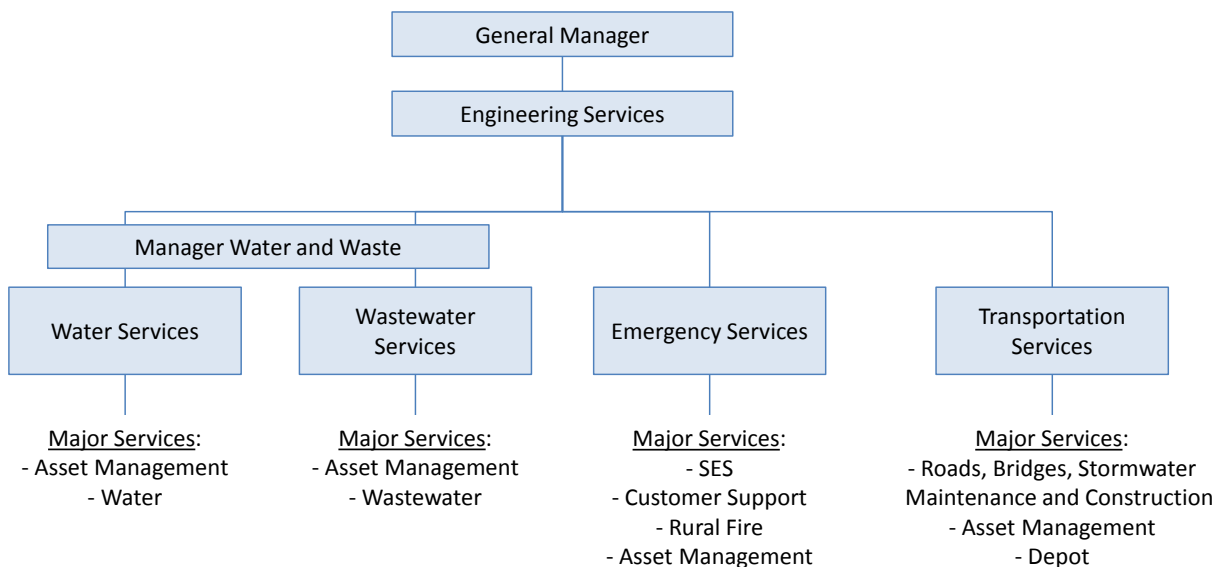 General Manager
Engineering Services
Manager Water and Waste
Water Services
Wastewater
Services
Emergency Services
Transportation
Services
Major Services:
- Asset Management
- Water
Major Services:
- Asset Management
- Wastewater
Major Services:
- SES
- Customer Support
- Rural Fire
- Asset Management
Major Services:
- Roads, Bridges, Stormwater
Maintenance and Construction
- Asset Management
- Depot